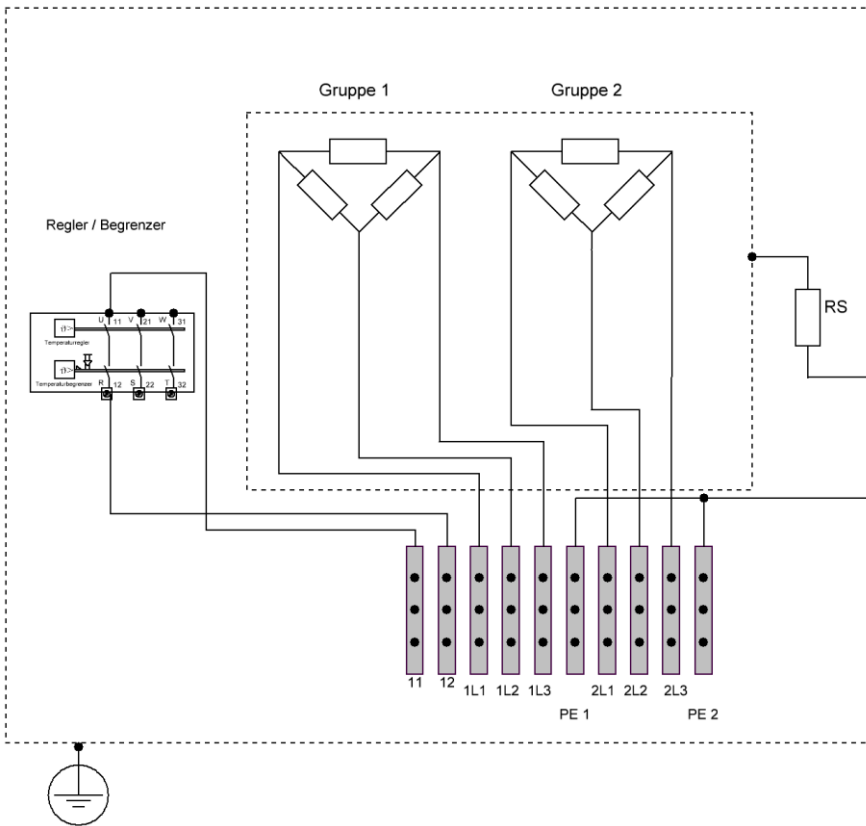 Gruppe 1
Gruppe 2
Regler / Begrenzer
U 11 V 21 W 31
Temperaturregler
Temperaturbegrenzer
R 12 S 22 T 32
RS
11 12 1L1 1L2 1L3 2L1 2L2 2L3
PE 1 PE 2